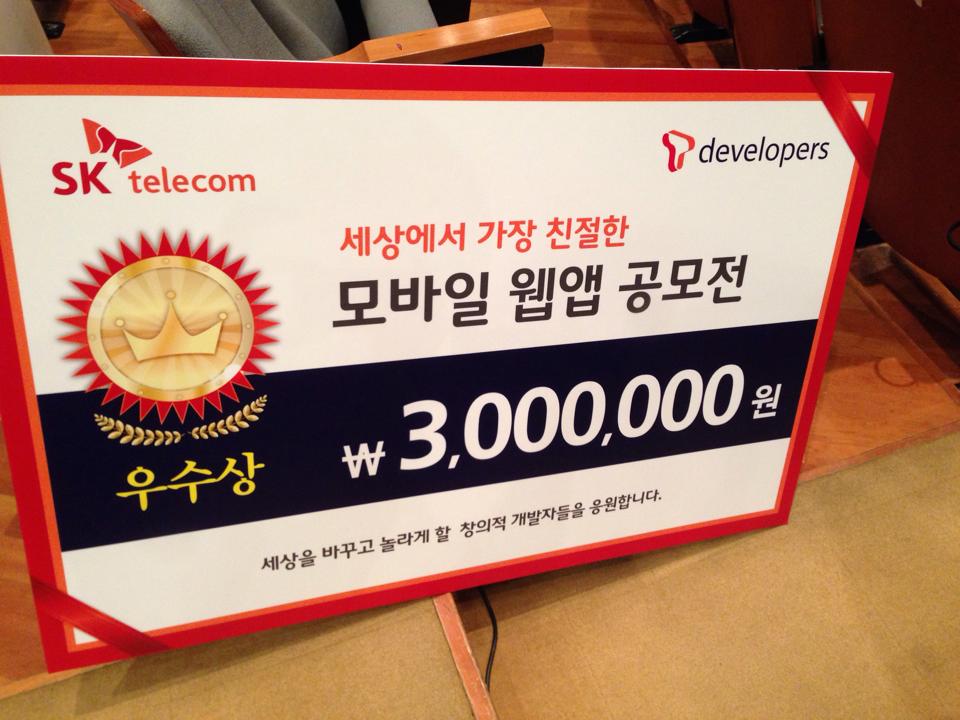 SK telecom
T developers
세상에서 가장 친절한
모바일 웹앱 공모전
₩ 3,000,000 원
우수상
세상을 바꾸고 놀라게 할 창의적 개발자들을 응원합니다.